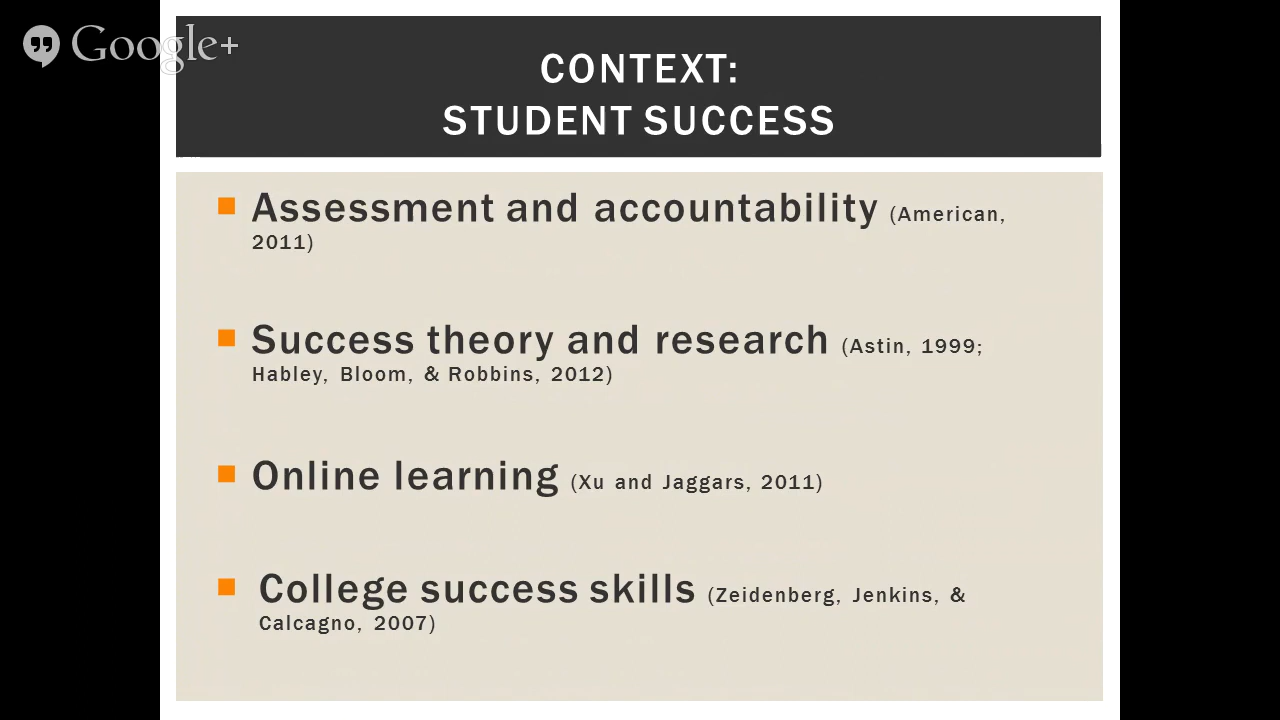 Google+
CONTEXT:
STUDENT SUCCESS
Assessment and accountability (American,
2011)
Success theory and research (Astin, 1999;
Habley, Bloom, & Robbins, 2012)
Online learning (Xu and Jaggars, 2011)
College success skills (Zeidenberg, Jenkins, &
Calcagno, 2007)